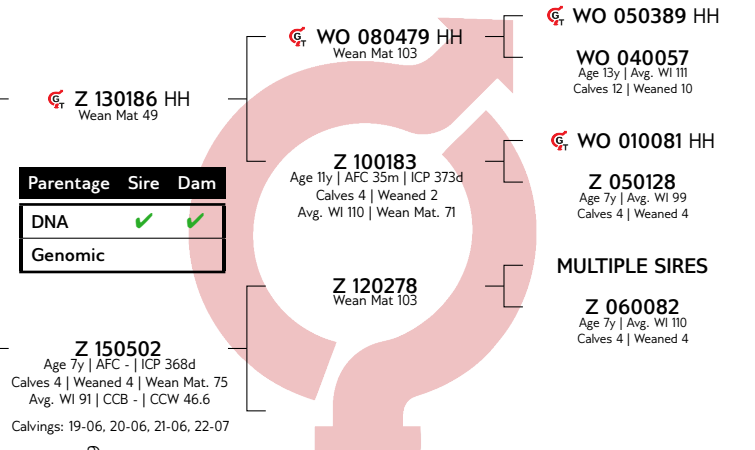 WO 050389 HH
WO 080479 HH
Wean Mat 103
WO 040057
Age 13y | Avg. WI 111
Calves 12 | Weaned 10
Z 130186 HH
Wean Mat 49
WO 010081 HH
Z 100183
Age 11y | AFC 35m | ICP 373d
Calves 4 | Weaned 2
Avg. WI 110 | Wean Mat. 71
Z 050128
Age 7y | Avg. WI 99
Calves 4 | Weaned 4
Parentage Sire Dam
DNA ✔ ✔
Genomic
MULTIPLE SIRES
Z 120278
Wean Mat 103
Z 060082
Age 7y | Avg. WI 110
Calves 4 | Weaned 4
Z 150502
Age 7y | AFC - | ICP 368d
Calves 4 | Weaned 4 | Wean Mat. 75
Avg. WI 91 | CCB - | CCW 46.6
Calvings: 19-06, 20-06, 21-06, 22-07